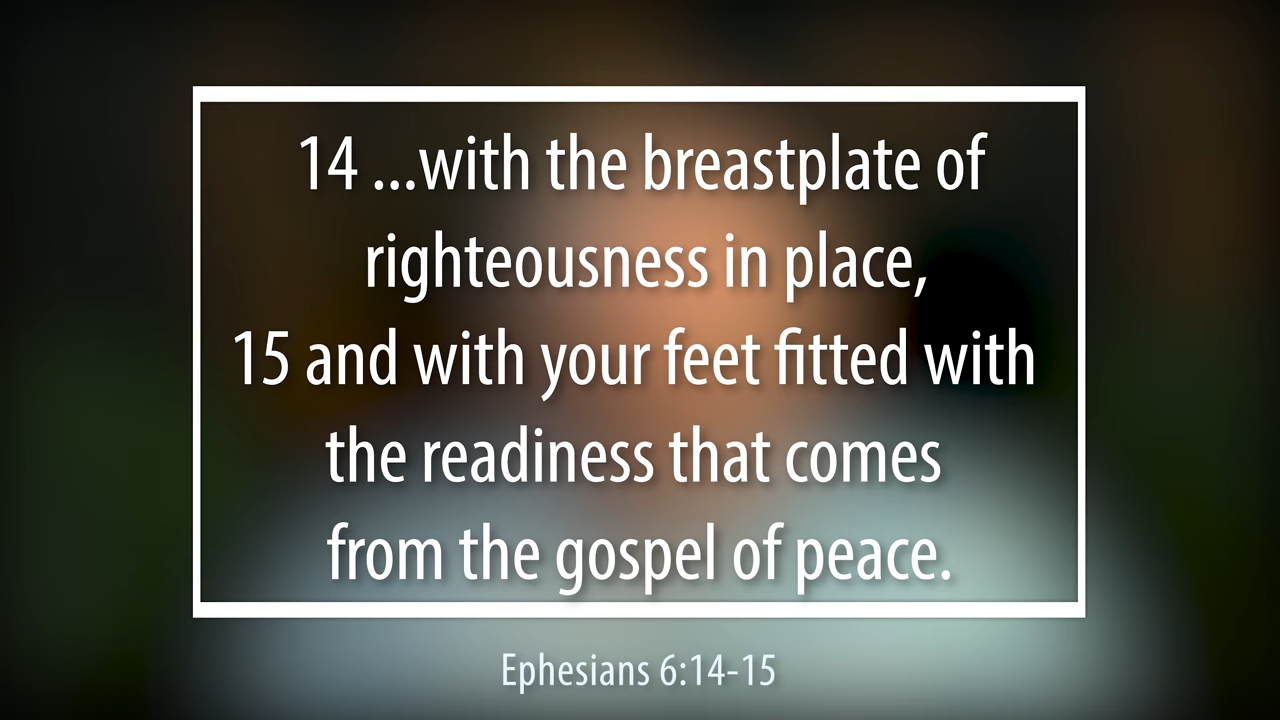 14 ...with the breastplate of
righteousness in place,
15 and with your feet fitted with
the readiness that comes
from the gospel of peace.
Ephesians 6:14-15